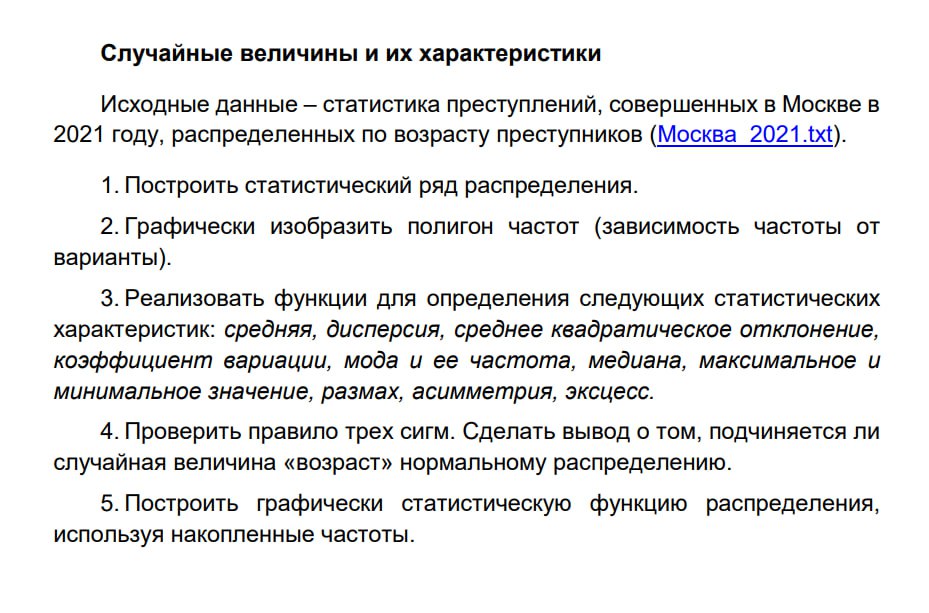 Случайные величины и их характеристики
Исходные данные – статистика преступлений, совершенных в Москве в
2021 году, распределенных по возрасту преступников (Москва_2021.txt).
1. Построить статистический ряд распределения.
2. Графически изобразить полигон частот (зависимость частоты от
варианты).
3. Реализовать функции для определения следующих статистических
характеристик: средняя, дисперсия, среднее квадратическое отклонение,
коэффициент вариации, мода и ее частота, медиана, максимальное и
минимальное значение, размах, асимметрия, эксцесс.
4. Проверить правило трех сигм. Сделать вывод о том, подчиняется ли
случайная величина «возраст» нормальному распределению.
5. Построить графически статистическую функцию распределения,
используя накопленные частоты.